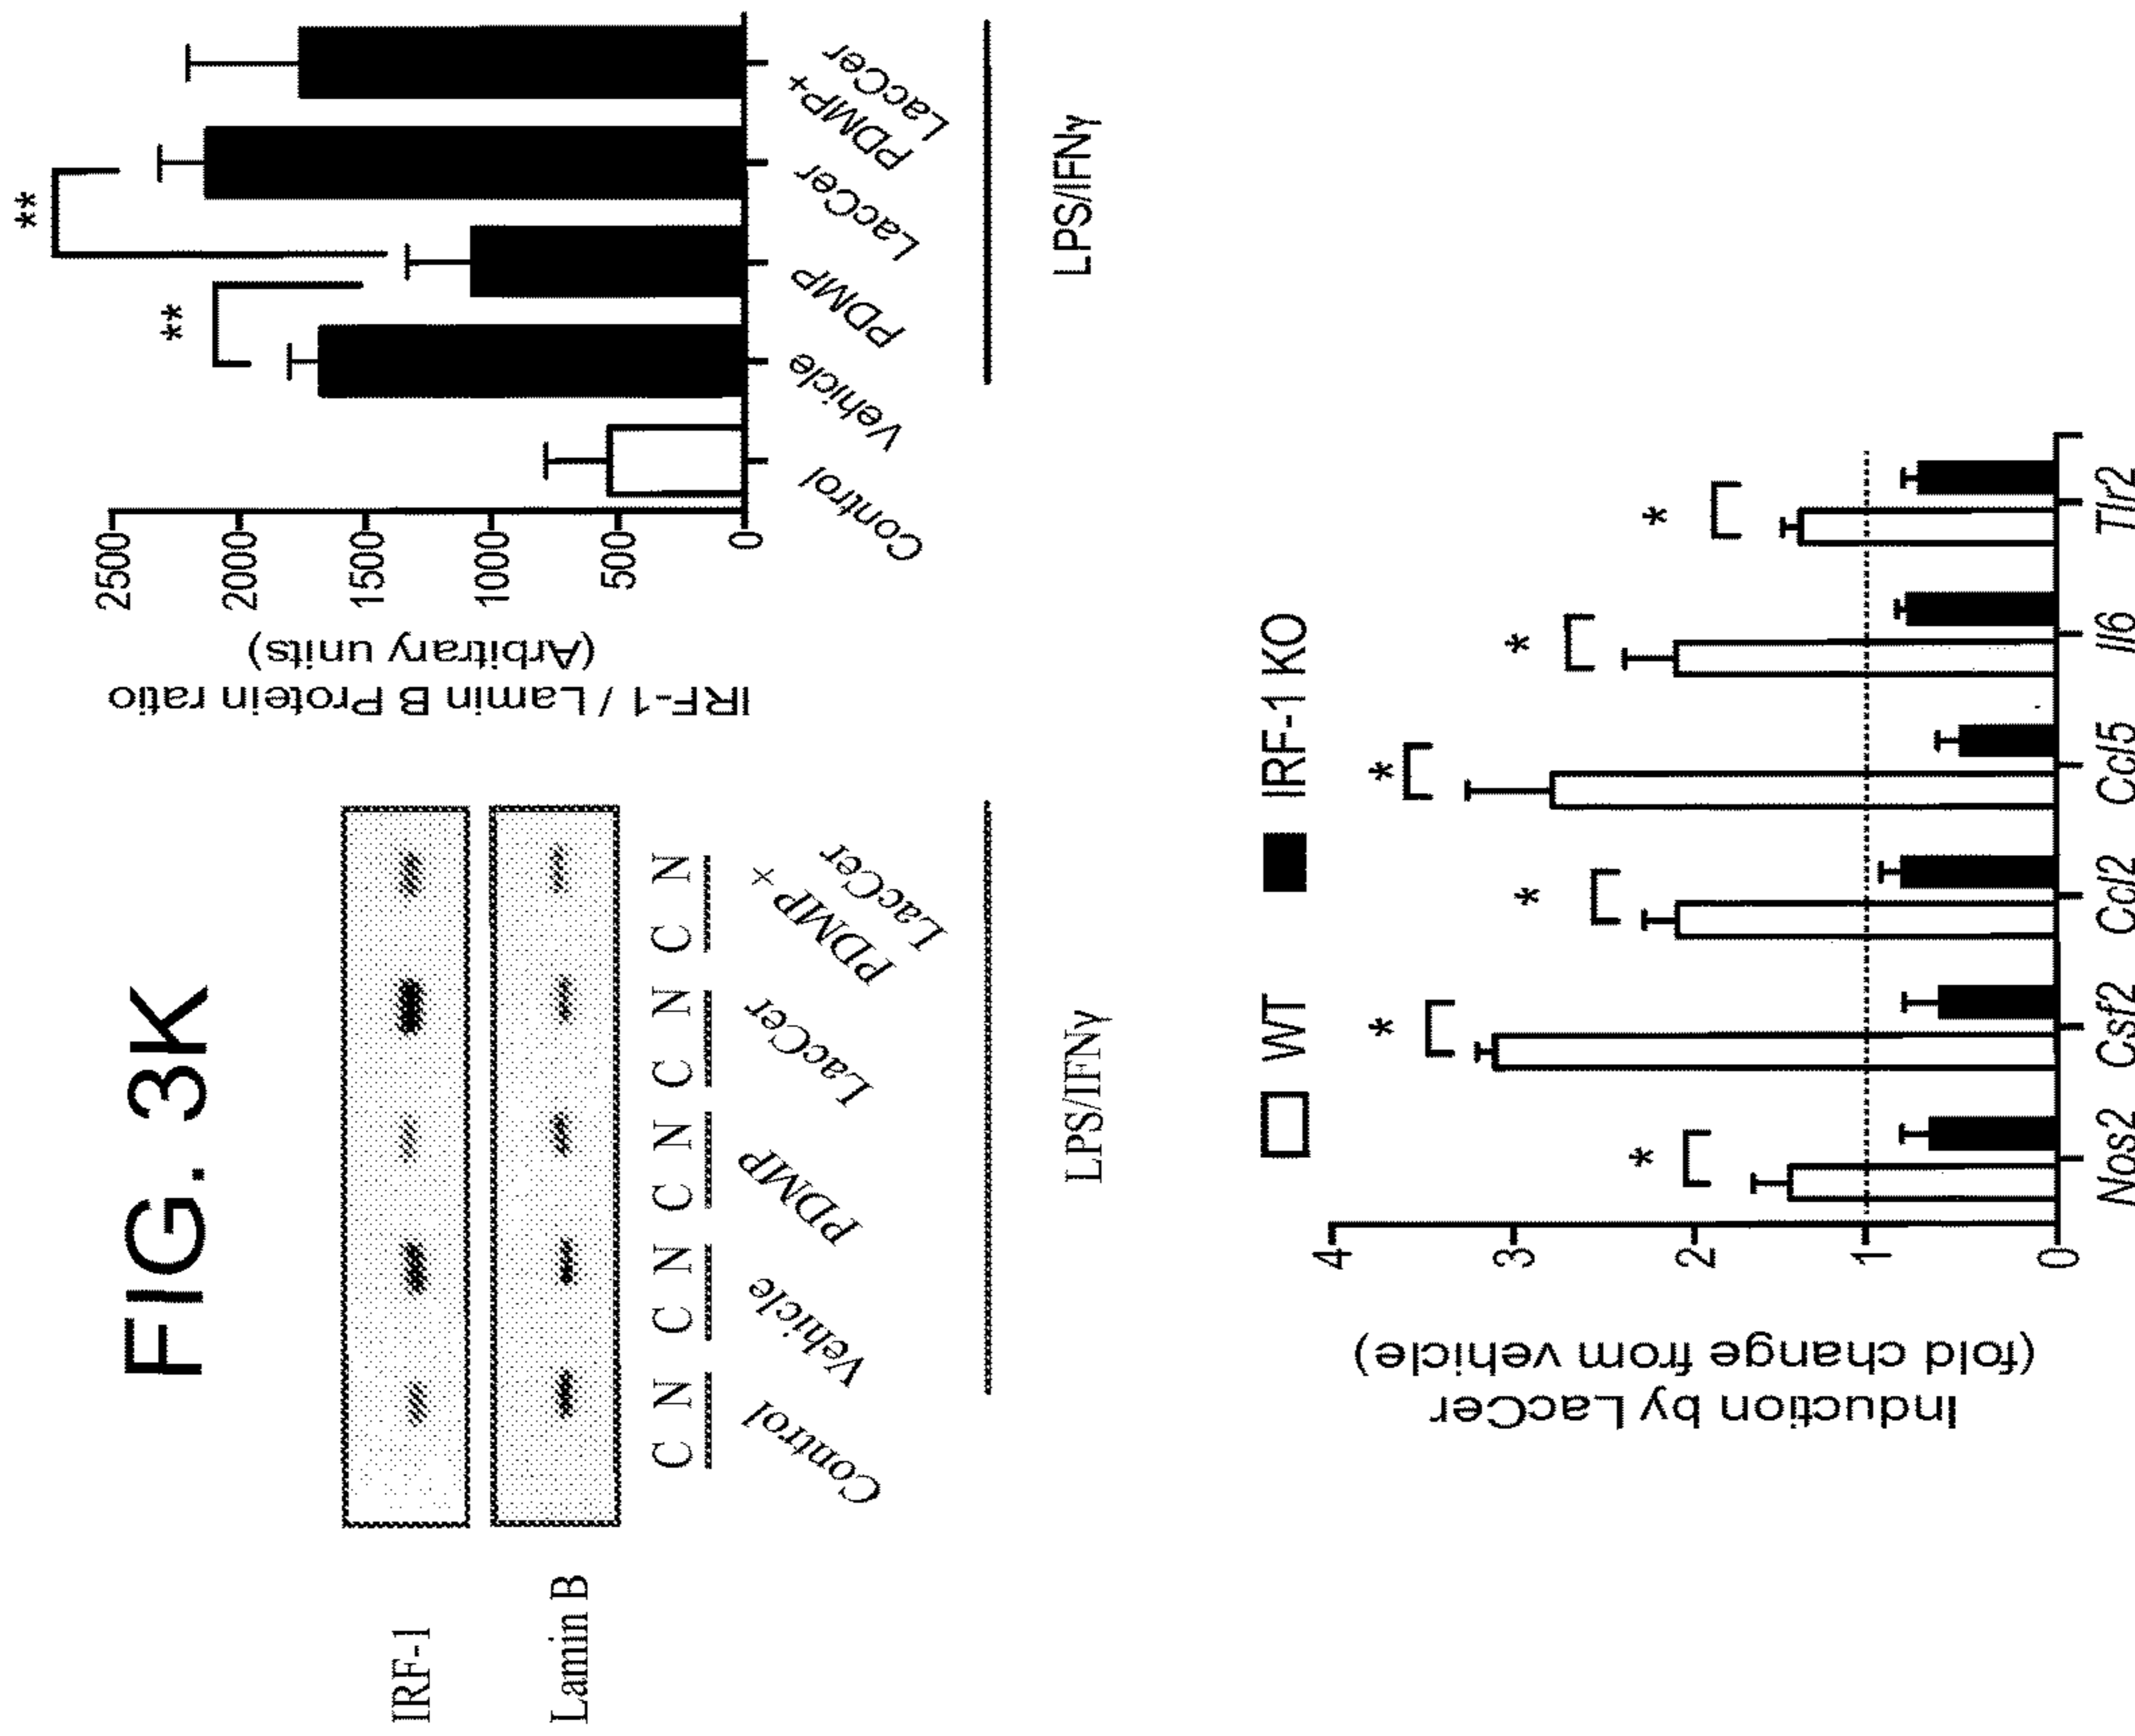 FIG. 3K
IRF-1
Lamin B
C N C N C N C N C N
Control
Vehicle
PDMP
LacCer
PDMP +
LacCer
LPS/IFNγ
IRF-1 / Lamin B Protein ratio
(Arbitrary units)
2500
2000
1500
1000
500
0
**
**
Control
Vehicle
PDMP
LacCer
PDMP+
LacCer
LPS/IFNγ
WT
IRF-1 KO
Induction by LacCer
(fold change from vehicle)
4
3
2
1
0
* * * * * *
Nos2 Csf2 Ccl2 Ccl5 Il6 Tlr2